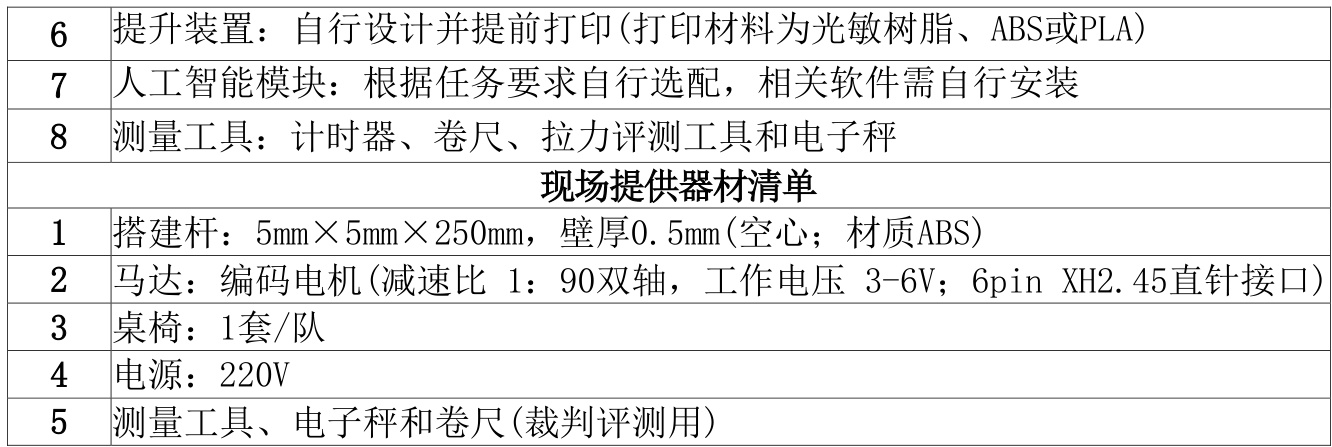 6 提升装置：自行设计并提前打印(打印材料为光敏树脂、ABS或PLA)
7 人工智能模块：根据任务要求自行选配，相关软件需自行安装
8 测量工具：计时器、卷尺、拉力评测工具和电子秤
现场提供器材清单
1 搭建杆：5mm×5mm×250mm，壁厚0.5mm(空心；材质ABS)
2 马达：编码电机(减速比 1：90双轴，工作电压 3-6V；6pin XH2.45直针接口)
3 桌椅：1套/队
4 电源：220V
5 测量工具、电子秤和卷尺(裁判评测用)